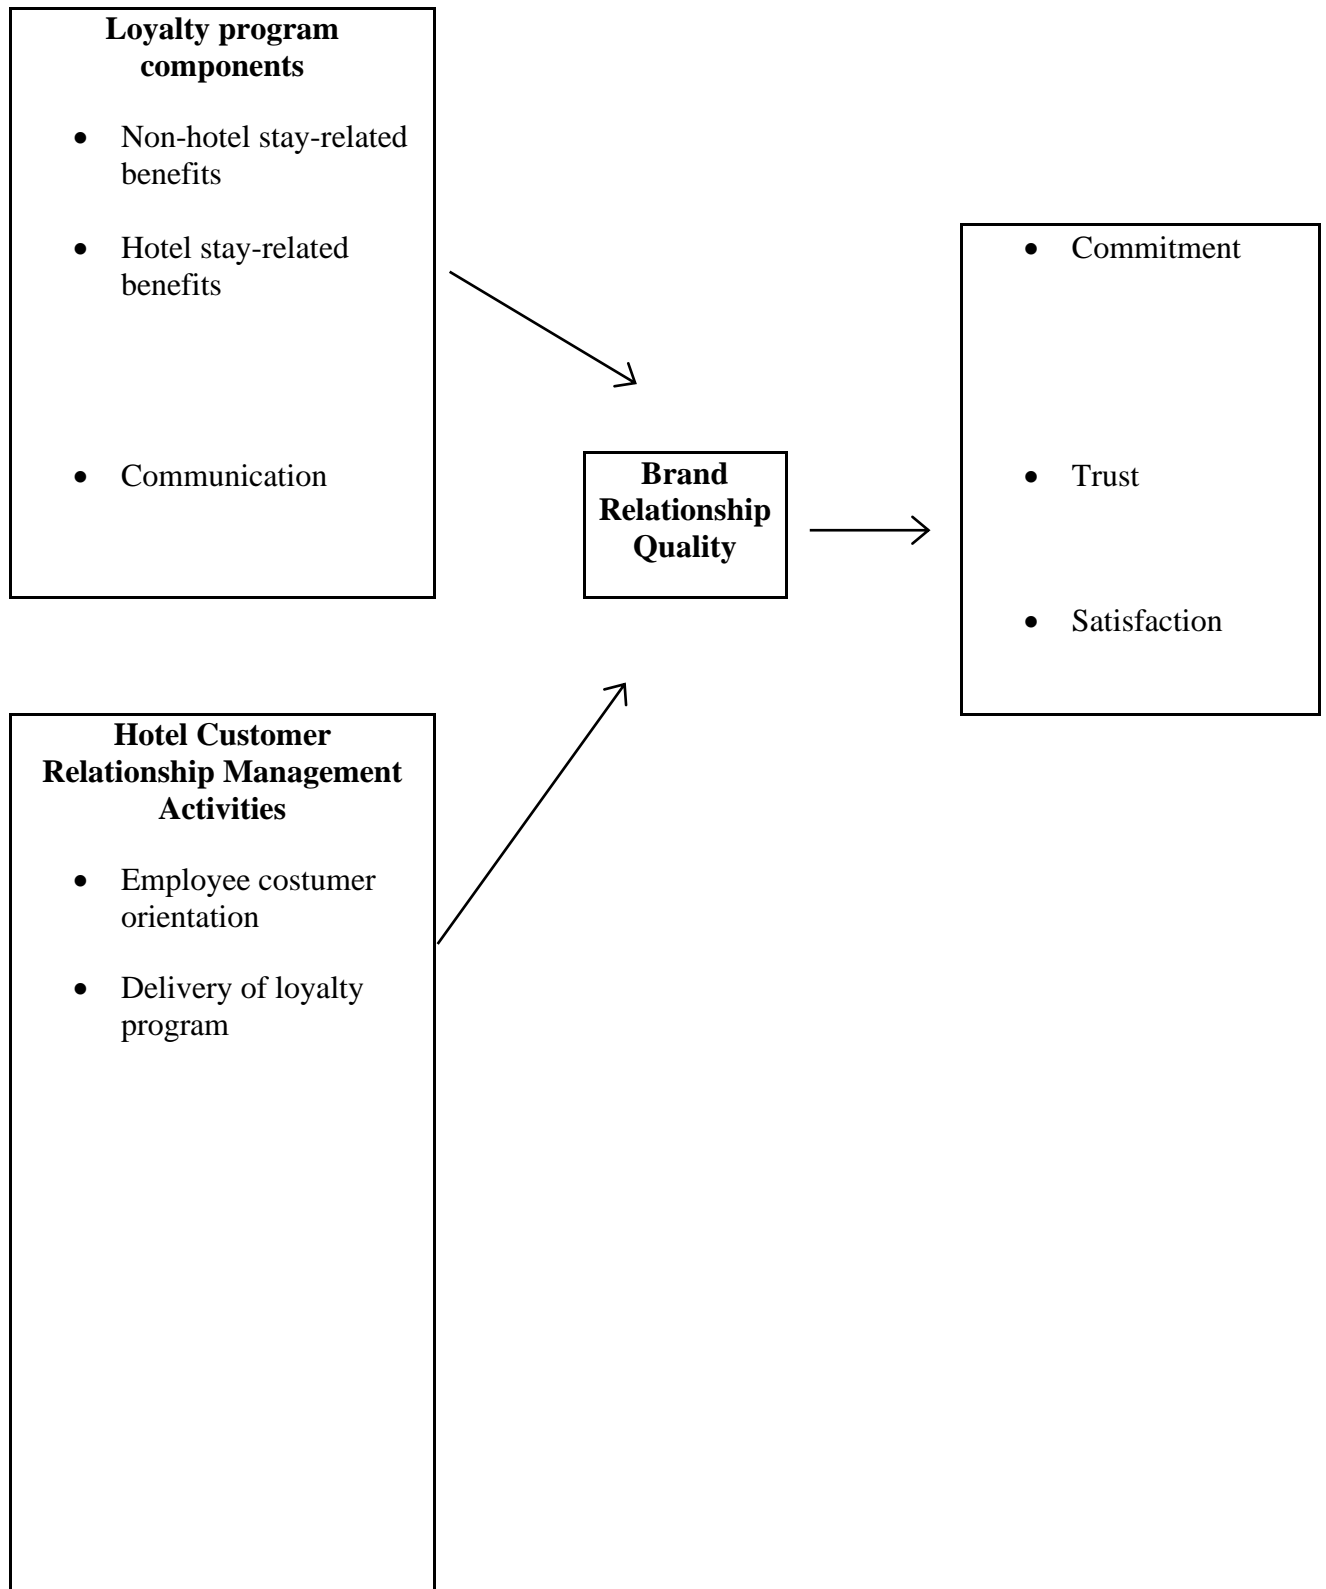 Loyalty program
components
• Non-hotel stay-related
benefits
• Hotel stay-related
benefits
• Communication
Brand
Relationship
Quality
• Commitment
• Trust
• Satisfaction
Hotel Customer
Relationship Management
Activities
• Employee costumer
orientation
• Delivery of loyalty
program